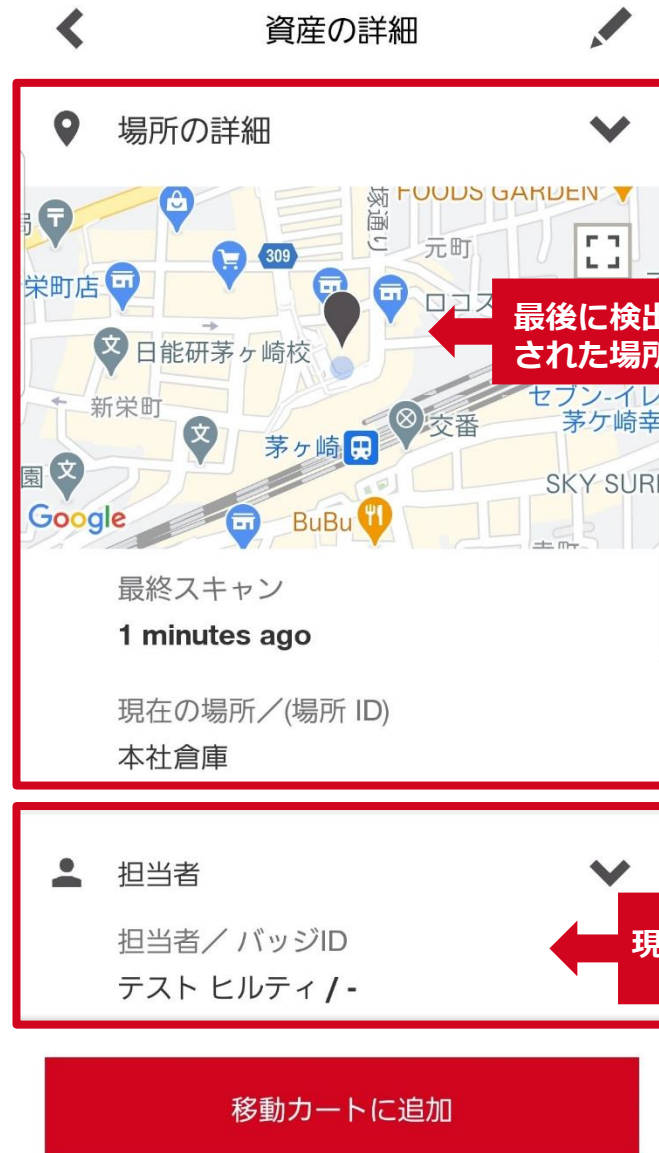 資産の詳細
場所の詳細
FOODS GARDEN
塚通り
元町
309
栄町店
ロコス
最後に検出
された場所
日能研茅ヶ崎校
セブン-イレ
茅ケ崎幸
新栄町
交番
茅ヶ崎
園
SKY SURF
Google
BuBu
最終スキャン
1 minutes ago
現在の場所／(場所 ID)
本社倉庫
担当者
担当者／ バッジID
現
テスト ヒルティ / -
移動カートに追加